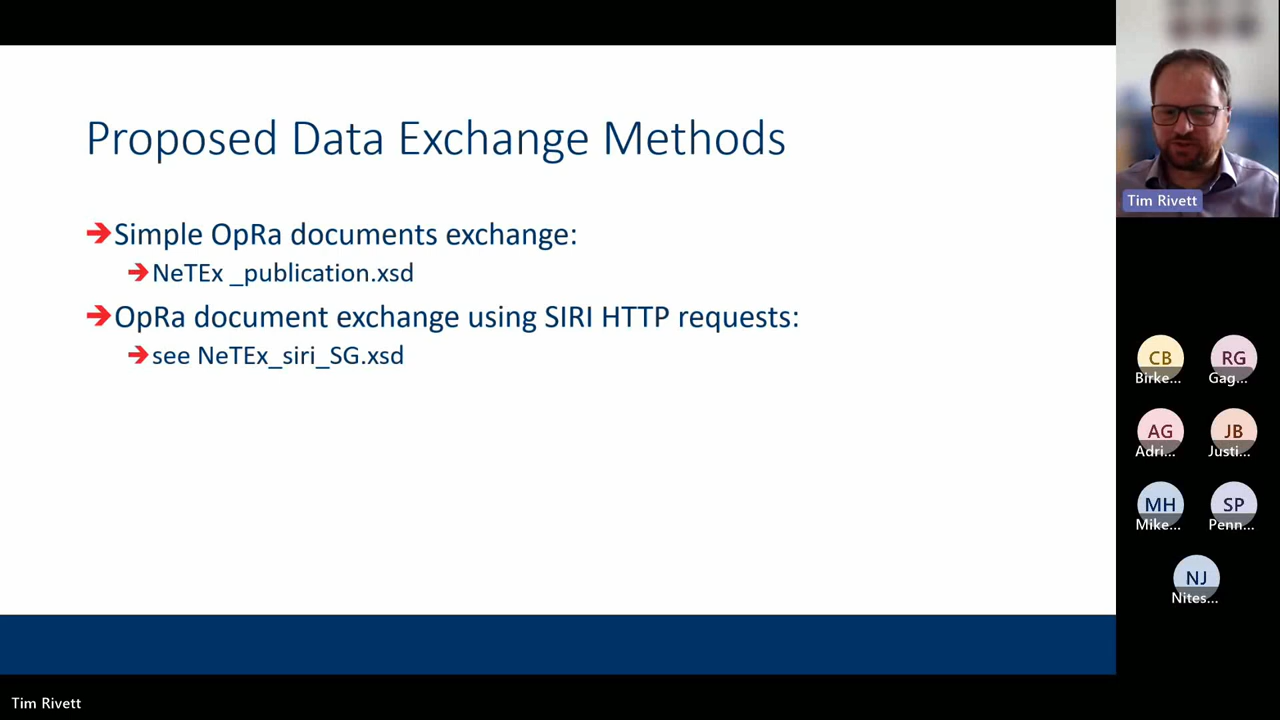 Proposed Data Exchange Methods
➔Simple OpRa documents exchange:
➔NeTEx _publication.xsd
➔OpRa document exchange using SIRI HTTP requests:
➔see NeTEx_siri_SG.xsd
Tim Rivett
CB
Birke...
RG
Gag...
AG
Adri...
JB
Justi...
MH
Mike...
SP
Penn...
NJ
Nites...
Tim Rivett